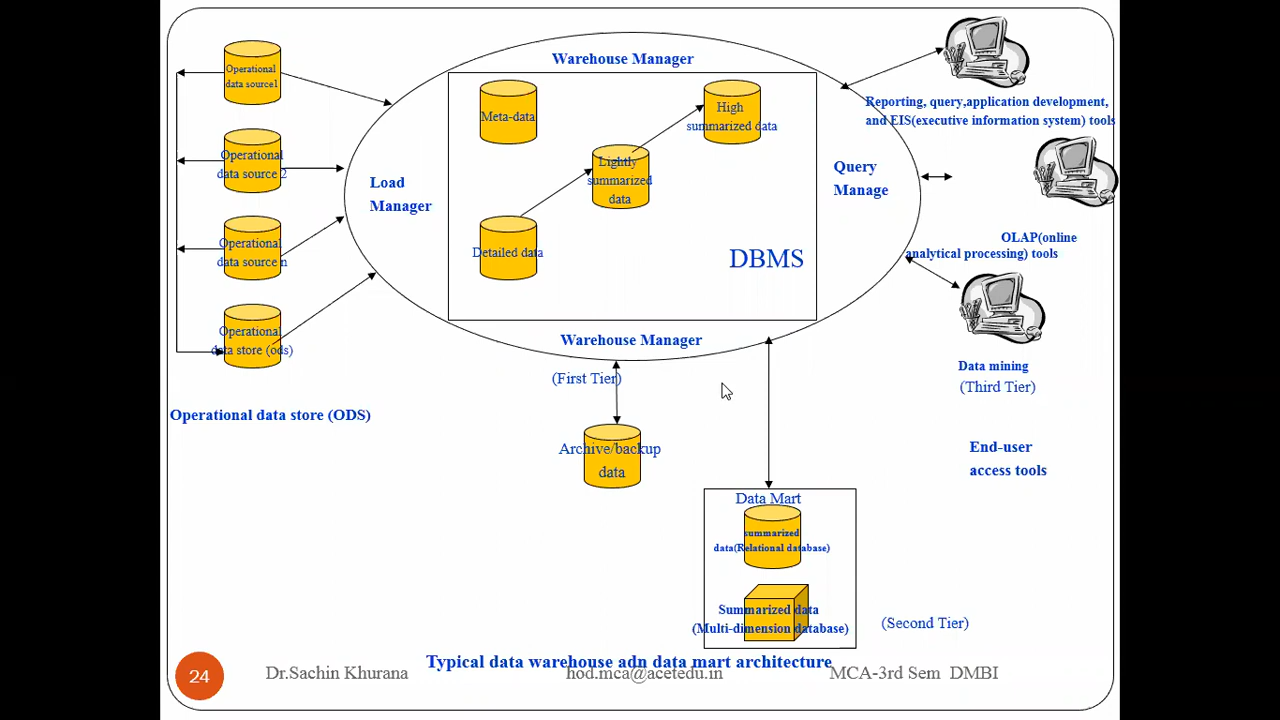 Warehouse Manager
Operational
data source1
Meta-data
High
summarized data
Reporting, query,application development,
and EIS(executive information system) tools
Operational
data source 2
Lightly
summarized
data
Load
Manager
Query
Manage
Operational
data source n
Detailed data
DBMS
OLAP(online
analytical processing) tools
Operational
data store (ods)
Warehouse Manager
(First Tier)
Data mining
(Third Tier)
Operational data store (ODS)
Archive/backup
data
End-user
access tools
Data Mart
summarized
data(Relational database)
Summarized data
(Multi-dimension database)
(Second Tier)
Typical data warehouse adn data mart architecture
24
Dr.Sachin Khurana
hod.mca@acetedu.in
MCA-3rd Sem DMBI